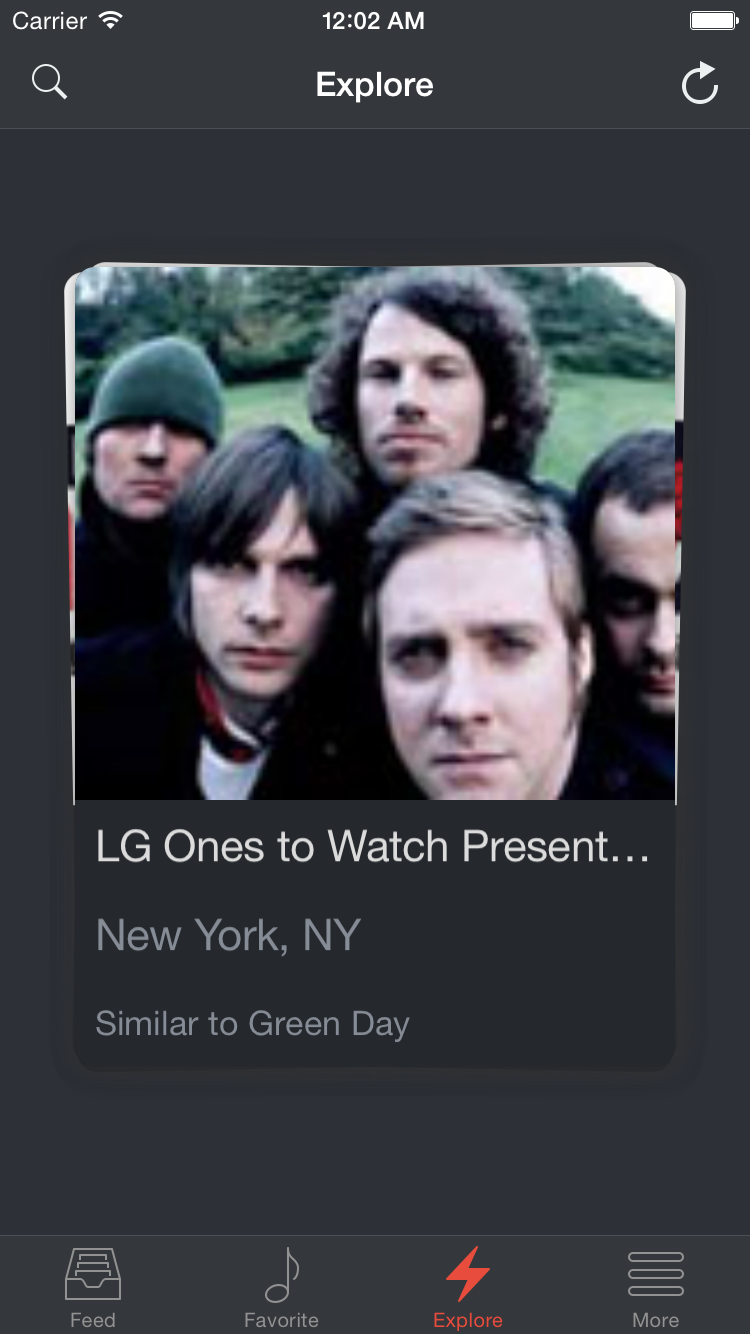 Carrier 12:02 AM
Explore
LG Ones to Watch Present...
New York, NY
Similar to Green Day
Feed Favorite Explore More